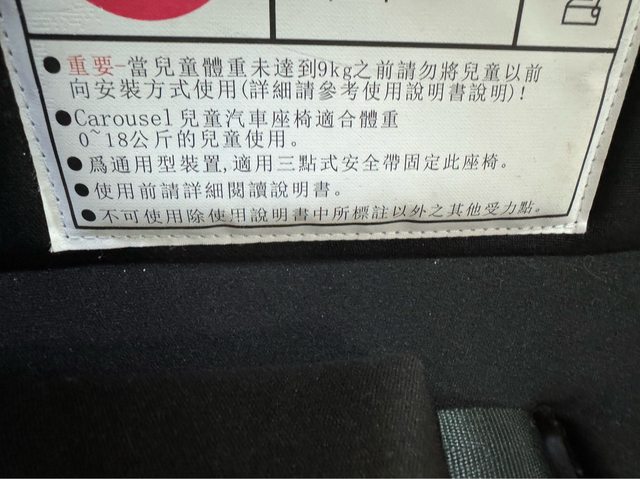 ●重要-當兒童體重未達到9kg之前請勿將兒童以前
向安裝方式使用(詳細請參考使用說明書說明)!
●Carousel兒童汽車座椅適合體重
0~18公斤的兒童使用。
●爲通用型裝置,適用三點式安全帶固定此座椅。
●使用前請詳細閱讀說明書。
●不可使用除使用說明書中所標註以外之其他受力點。